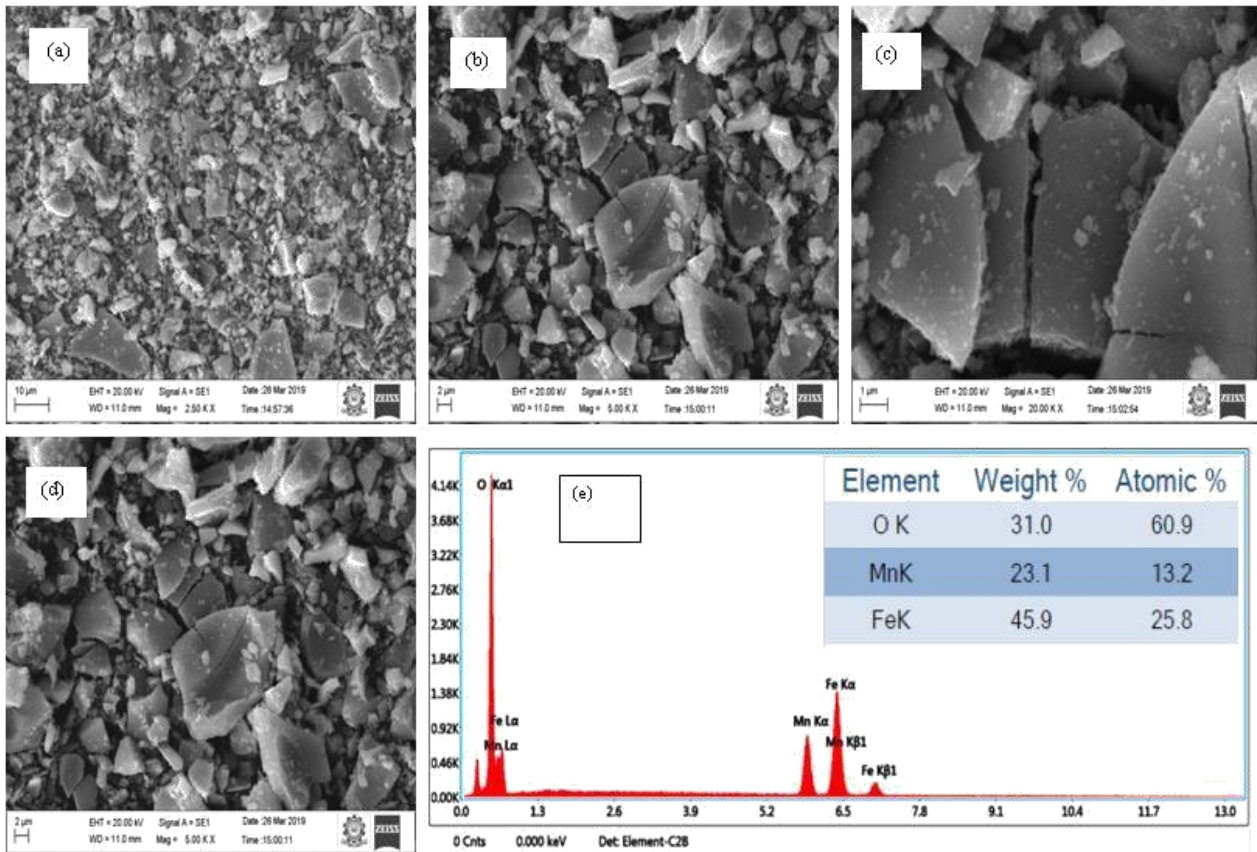 (a)
10 µm
EHT = 20.00 kV Signal A = SE1 Date :26 Mar 2019
WD = 11.0 mm Mag = 2.50 K X Time :14:57:36
ZEISS
(b)
2 µm
EHT = 20.00 kV Signal A = SE1 Date :26 Mar 2019
WD = 11.0 mm Mag = 5.00 K X Time :15:00:11
ZEISS
(c)
1 µm
EHT = 20.00 kV Signal A = SE1 Date :26 Mar 2019
WD = 11.0 mm Mag = 20.00 K X Time :15:02:54
ZEISS
(d)
2 µm
EHT = 20.00 kV Signal A = SE1 Date :26 Mar 2019
WD = 11.0 mm Mag = 5.00 K X Time :15:00:11
ZEISS
(e)
Element Weight % Atomic %
O K 31.0 60.9
MnK 23.1 13.2
FeK 45.9 25.8
4.14K
3.68K
3.22K
2.76K
2.30K
1.84K
1.38K
0.92K
0.46K
0.00K
O Kα1
Fe Lα
Mn Lα
Mn Kα
Fe Kα
Mn Kβ1
Fe Kβ1
0.0 1.3 2.6 3.9 5.2 6.5 7.8 9.1 10.4 11.7 13.0
0 Cnts 0.000 keV Det: Element-C2B